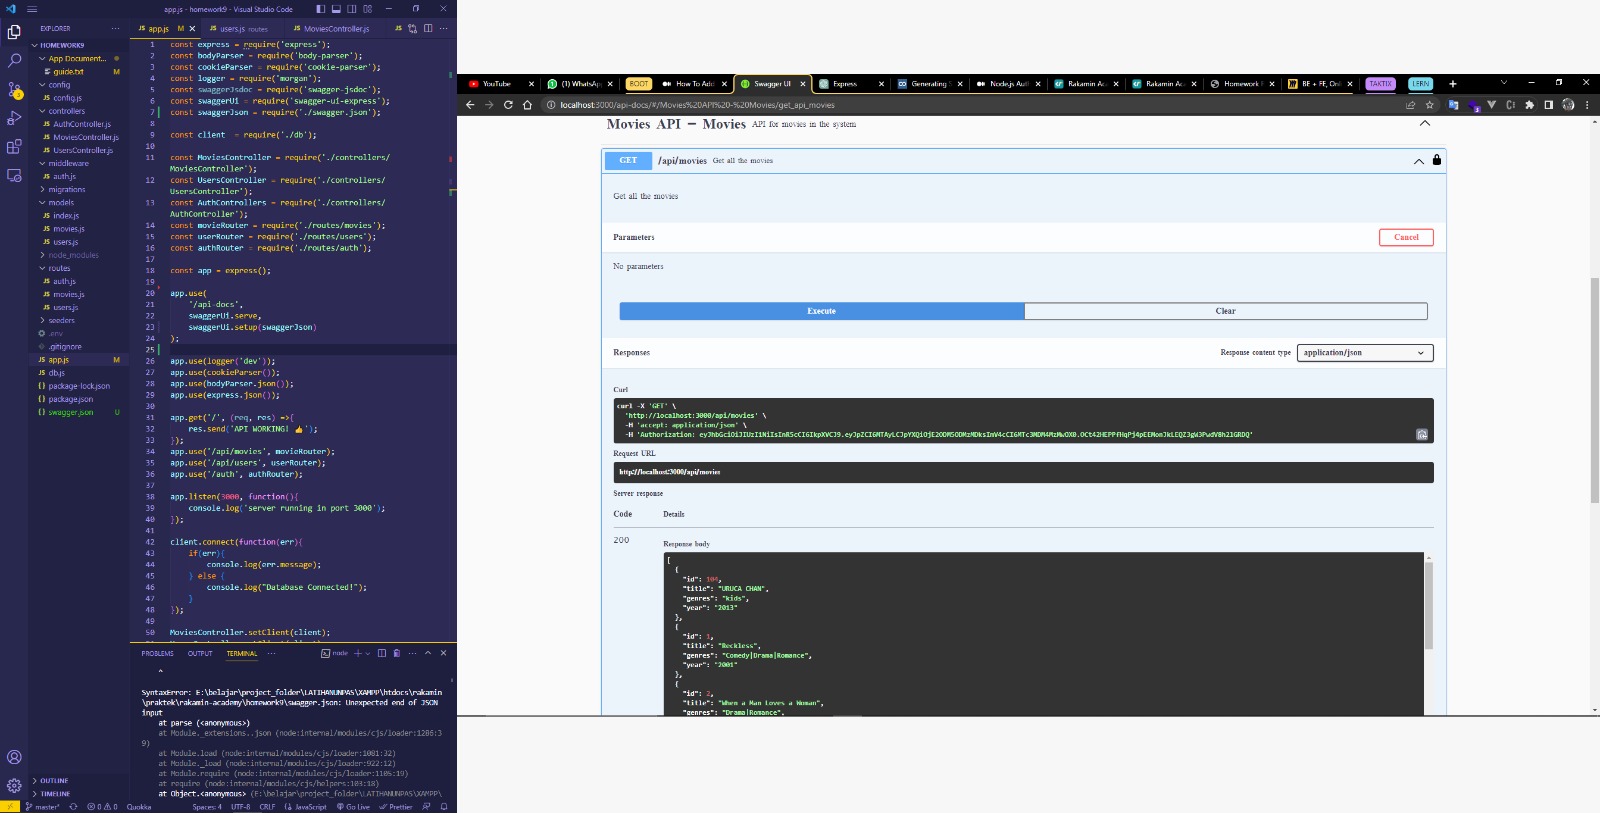 app.js - homework9 - Visual Studio Code
EXPLORER
HOMEWORK9
App Document...
guide.txt M
config
config.js
controllers
AuthController.js
MoviesController.js
UsersController.js
middleware
auth.js
migrations
models
index.js
movies.js
users.js
node_modules
routes
auth.js
movies.js
users.js
seeders
.env
.gitignore
app.js M
db.js
package-lock.json
package.json
swagger.json U
OUTLINE
TIMELINE
JS app.js M
JS users.js routes
JS MoviesController.js
JS
1 const express = require('express');
2 const bodyParser = require('body-parser');
3 const cookieParser = require('cookie-parser');
4 const logger = require('morgan');
5 const swaggerJsdoc = require('swagger-jsdoc');
6 const swaggerUi = require('swagger-ui-express');
7 const swaggerJson = require('./swagger.json');
8
9 const client  = require('./db');
10
11 const MoviesController = require('./controllers/
MoviesController');
12 const UsersController = require('./controllers/
UsersController');
13 const AuthControllers = require('./controllers/
AuthController');
14 const movieRouter = require('./routes/movies');
15 const userRouter = require('./routes/users');
16 const authRouter = require('./routes/auth');
17
18 const app = express();
19
20 app.use(
21 '/api-docs',
22 swaggerUi.serve,
23 swaggerUi.setup(swaggerJson)
24 );
25
26 app.use(logger('dev'));
27 app.use(cookieParser());
28 app.use(bodyParser.json());
29 app.use(express.json());
30
31 app.get('/', (req, res) =>{
32 res.send('API WORKING! 👍');
33 });
34 app.use('/api/movies', movieRouter);
35 app.use('/api/users', userRouter);
36 app.use('/auth', authRouter);
37
38 app.listen(3000, function(){
39 console.log('server running in port 3000');
40 });
41
42 client.connect(function(err){
43 if(err){
44 console.log(err.message);
45 } else {
46 console.log("Database Connected!");
47 }
48 });
49
50 MoviesController.setClient(client);
PROBLEMS OUTPUT TERMINAL ··· node
^
SyntaxError: E:\belajar\project_folder\LATIHANUNPAS\XAMPP\htdocs\rakamin
\praktek\rakamin-academy\homework9\swagger.json: Unexpected end of JSON
input
at parse (<anonymous>)
at Module._extensions..json (node:internal/modules/cjs/loader:1286:3
9)
at Module.load (node:internal/modules/cjs/loader:1081:32)
at Module._load (node:internal/modules/cjs/loader:922:12)
at Module.require (node:internal/modules/cjs/loader:1105:19)
at require (node:internal/modules/cjs/helpers:103:18)
at Object.<anonymous> (E:\belajar\project_folder\LATIHANUNPAS\XAMPP\
master* 0 0 Quokka Spaces: 4 UTF-8 CRLF JavaScript Go Live Prettier
YouTube (1) WhatsAp BOOT How To Add Swagger UI Express Generating S Node.js Auth Rakamin Ac Rakamin Ac Homework BE + FE, Onl TAKTIX LERN
localhost:3000/api-docs/#/Movies%20API%20-%20Movies/get_api_movies
Movies API – Movies API for movies in the system
GET /api/movies Get all the movies
Get all the movies
Parameters
Cancel
No parameters
Execute
Clear
Responses
Response content type application/json
Curl
curl -X 'GET' \
'http://localhost:3000/api/movies' \
-H 'accept: application/json' \
Request URL
http://localhost:3000/api/movies
Server response
Code Details
200
Response body
[
{
"id": 104,
"title": "URUCA CHAN",
"genres": "kids",
"year": "2013"
},
{
"id": 1,
"title": "Reckless",
"genres": "Comedy|Drama|Romance",
"year": "2001"
},
{
"id": 2,
"title": "When a Man Loves a Woman",
"genres": "Drama|Romance",